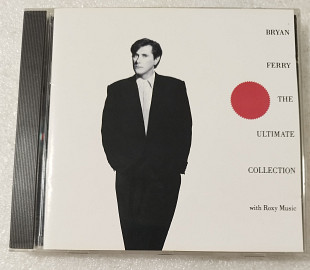 BRYAN
FERRY
THE
ULTIMATE
COLLECTION
with Roxy Music